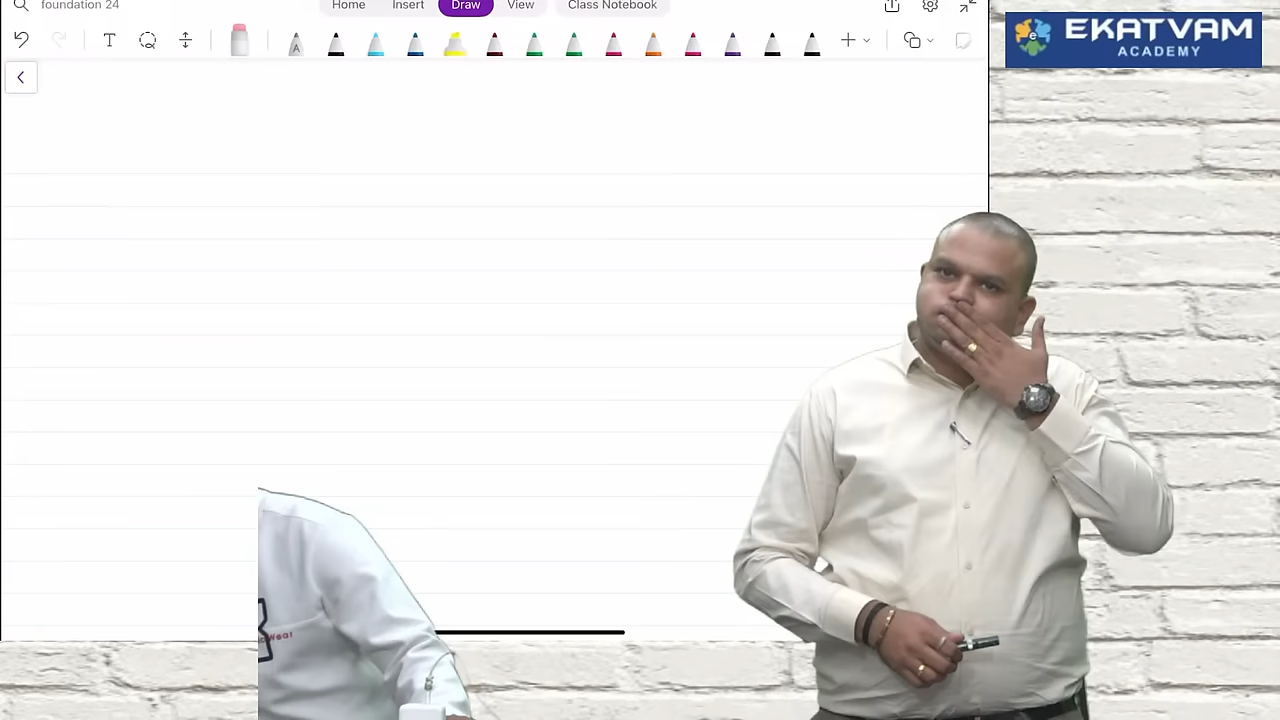 foundation 24
Home Insert Draw View Class Notebook
T
A
EKATVAM
ACADEMY
e